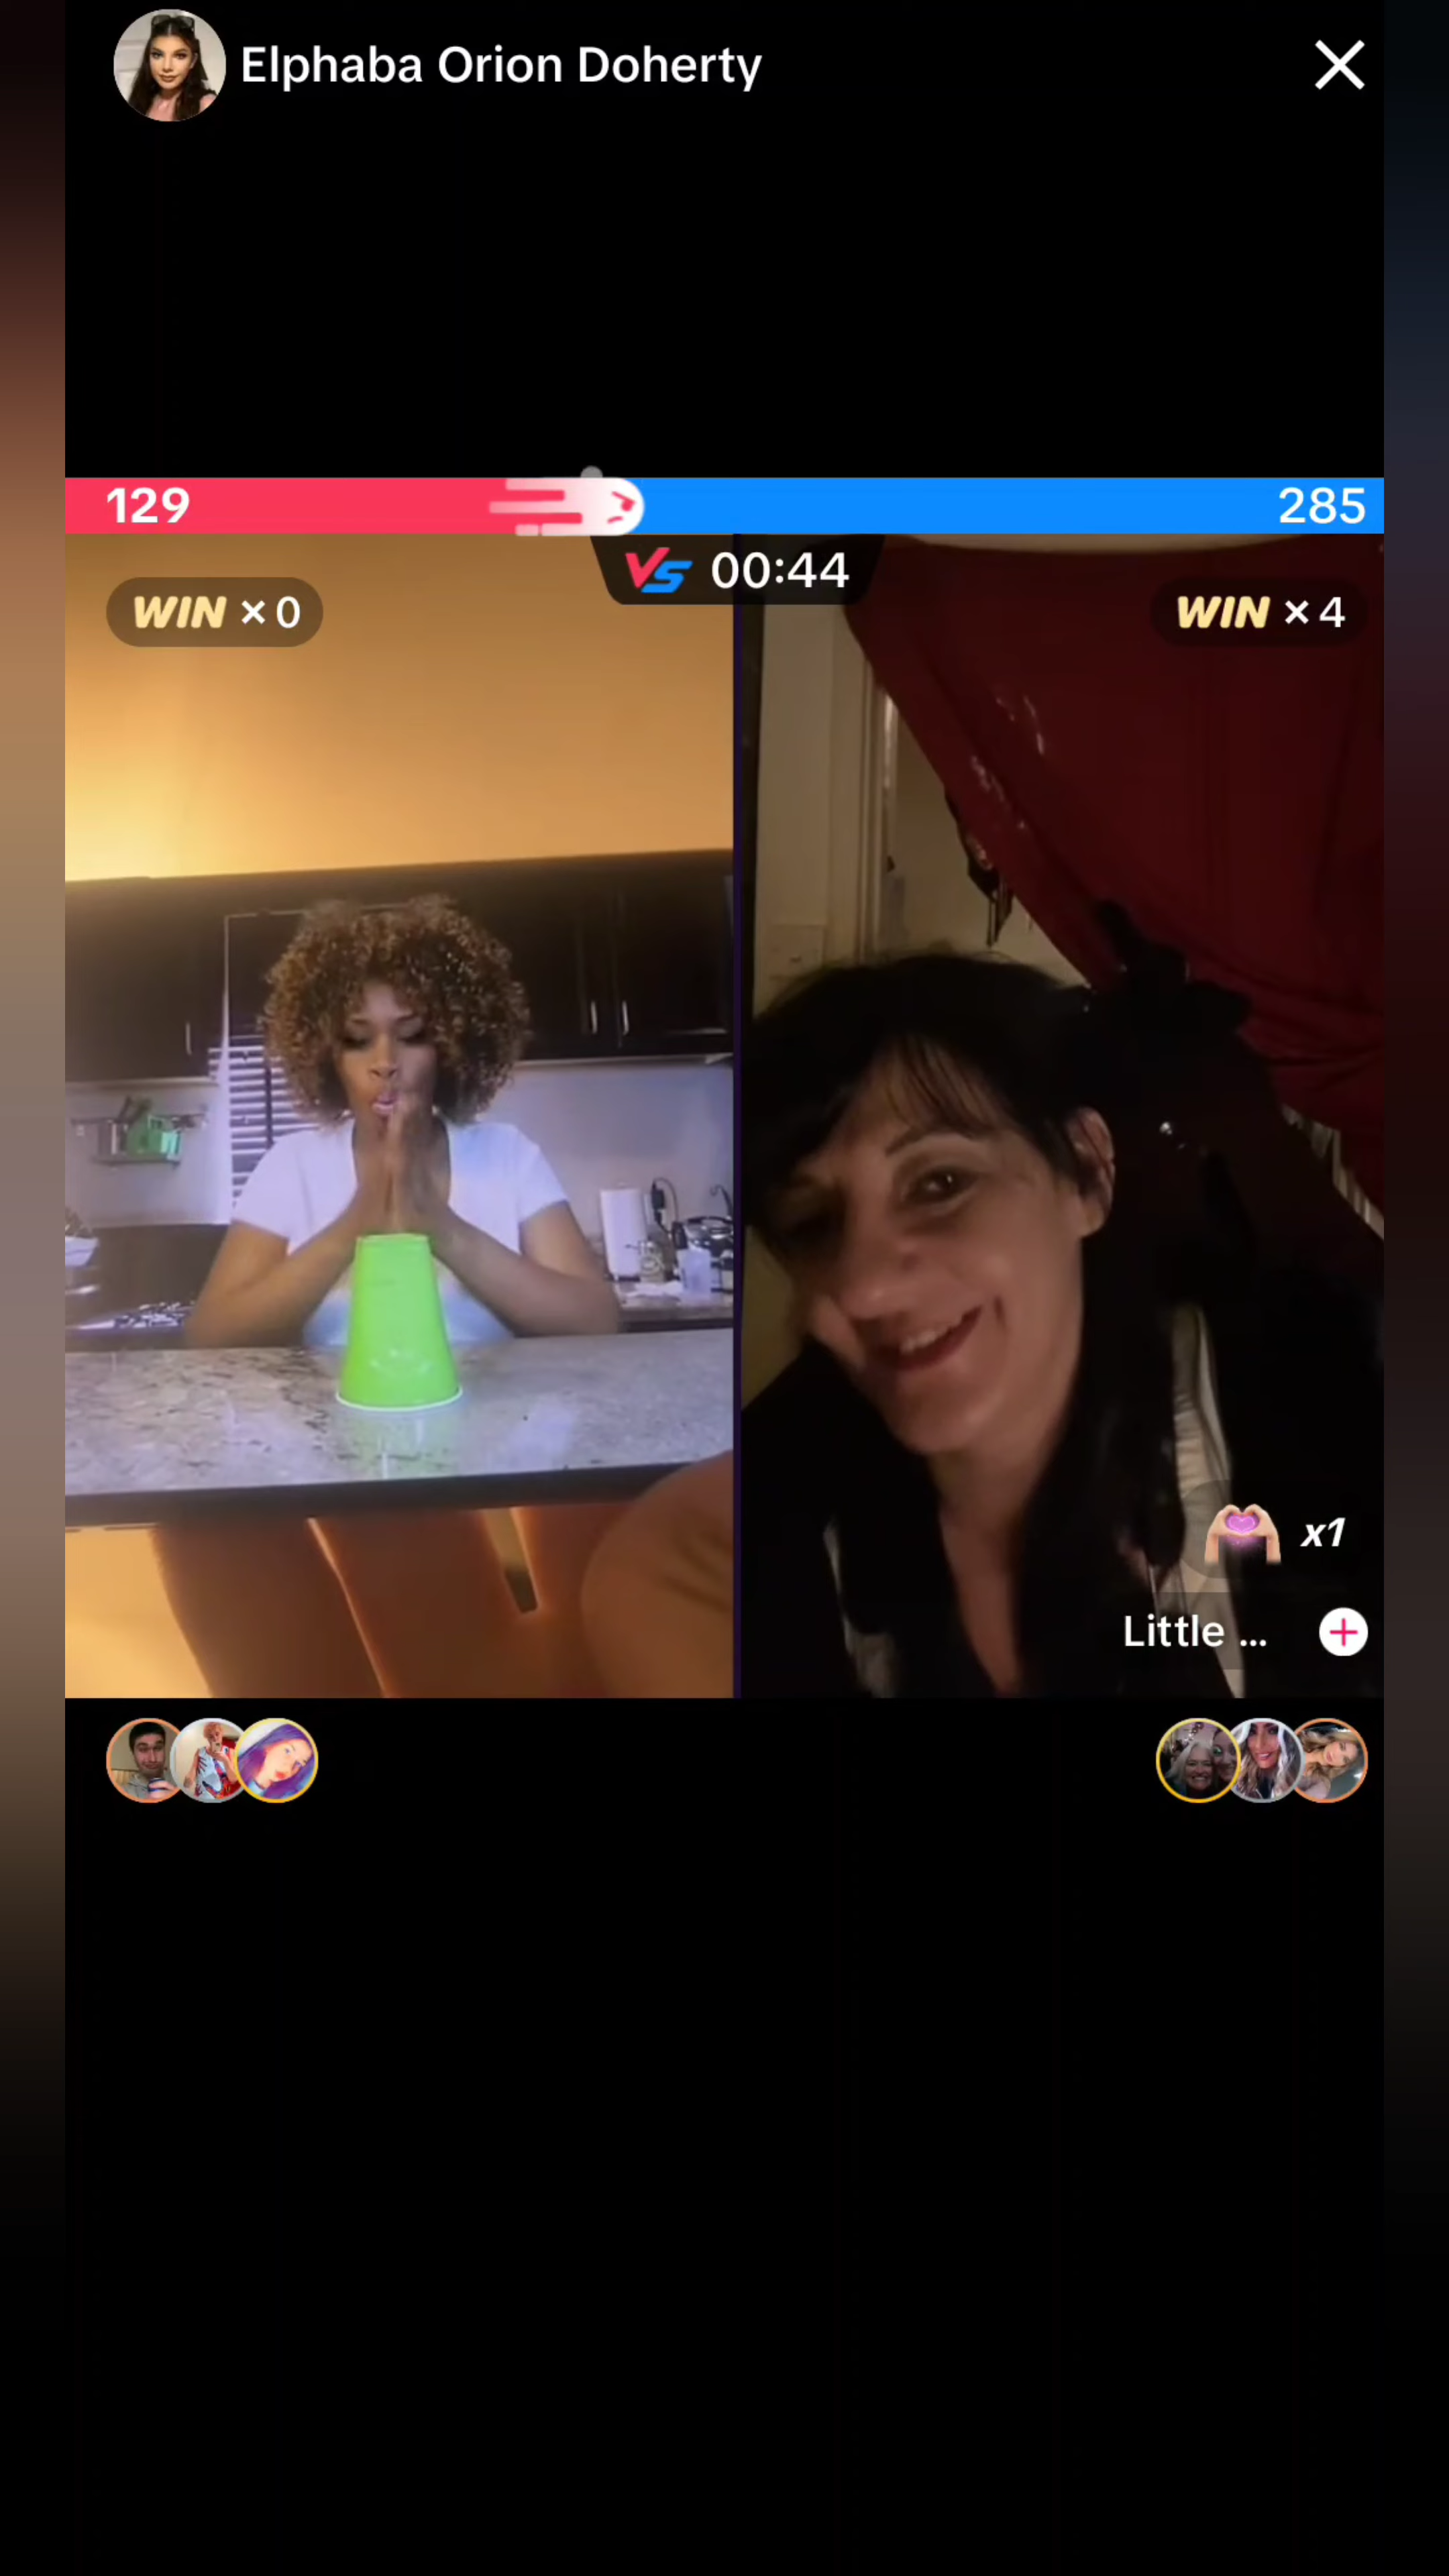 Elphaba Orion Doherty
129
285
VS 00:44
WIN × 0
WIN × 4
x1
Little ...